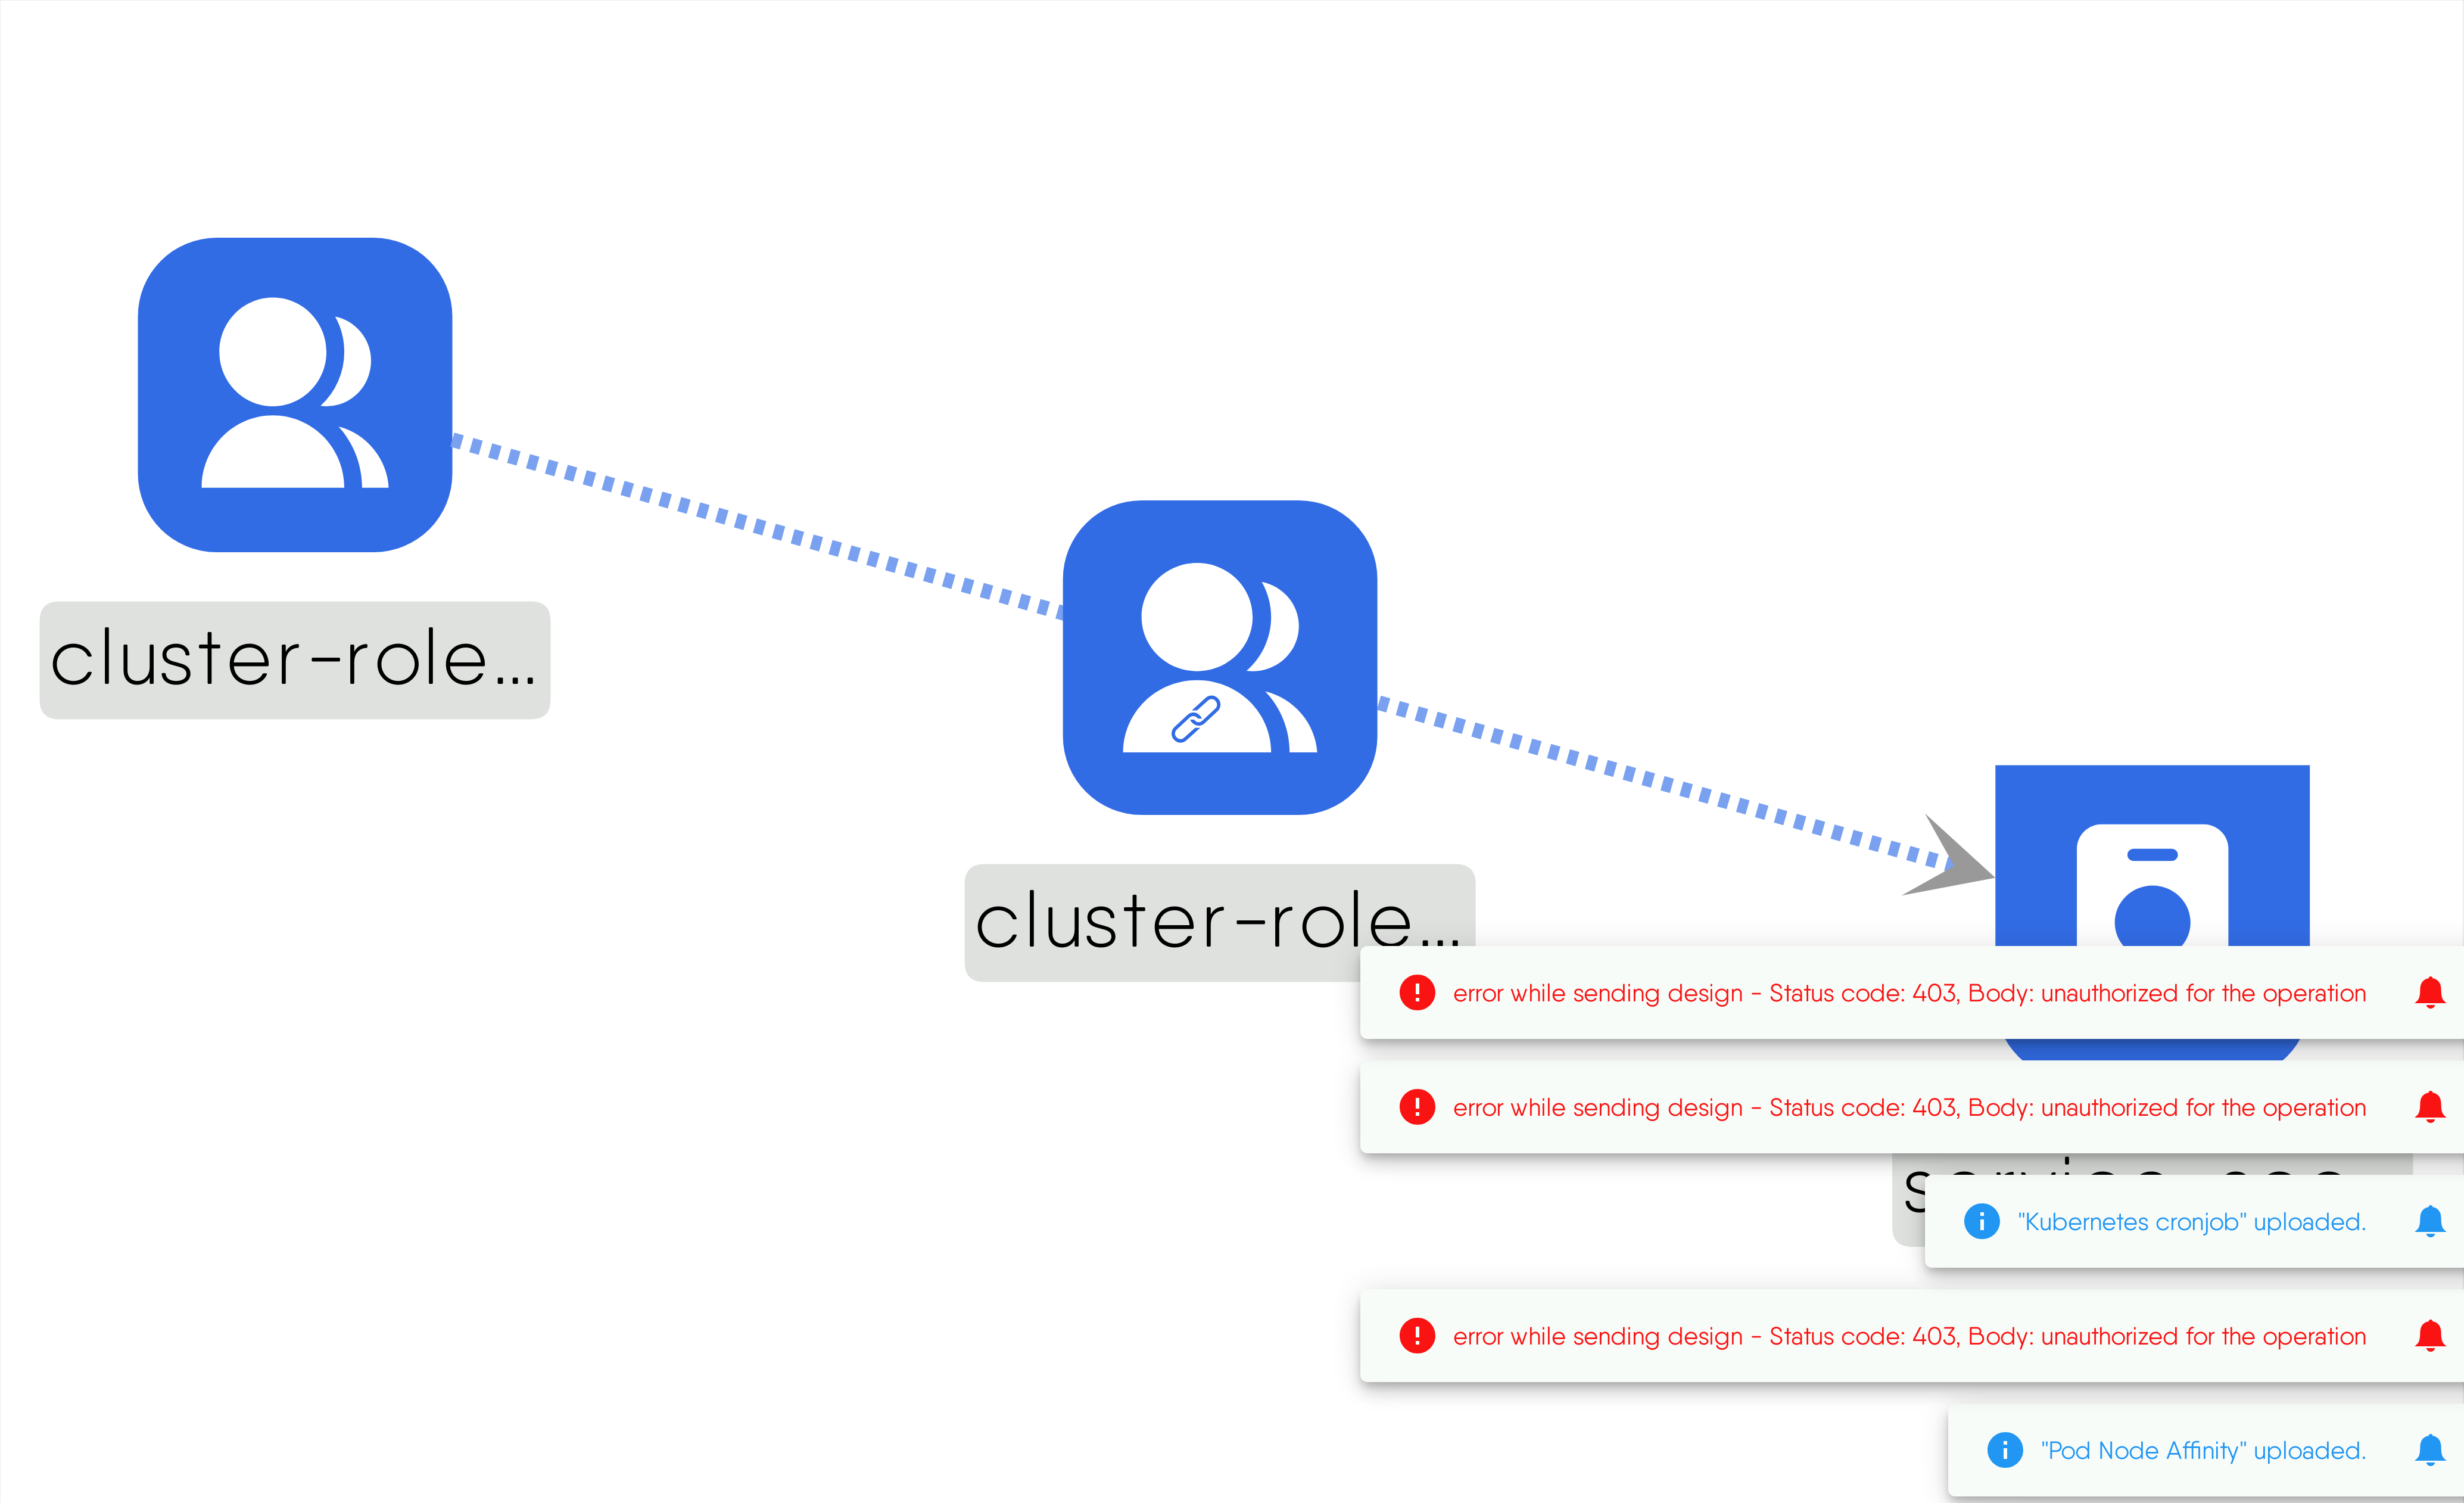 cluster-role...
cluster-role...
error while sending design - Status code: 403, Body: unauthorized for the operation
error while sending design - Status code: 403, Body: unauthorized for the operation
"Kubernetes cronjob" uploaded.
error while sending design - Status code: 403, Body: unauthorized for the operation
"Pod Node Affinity" uploaded.